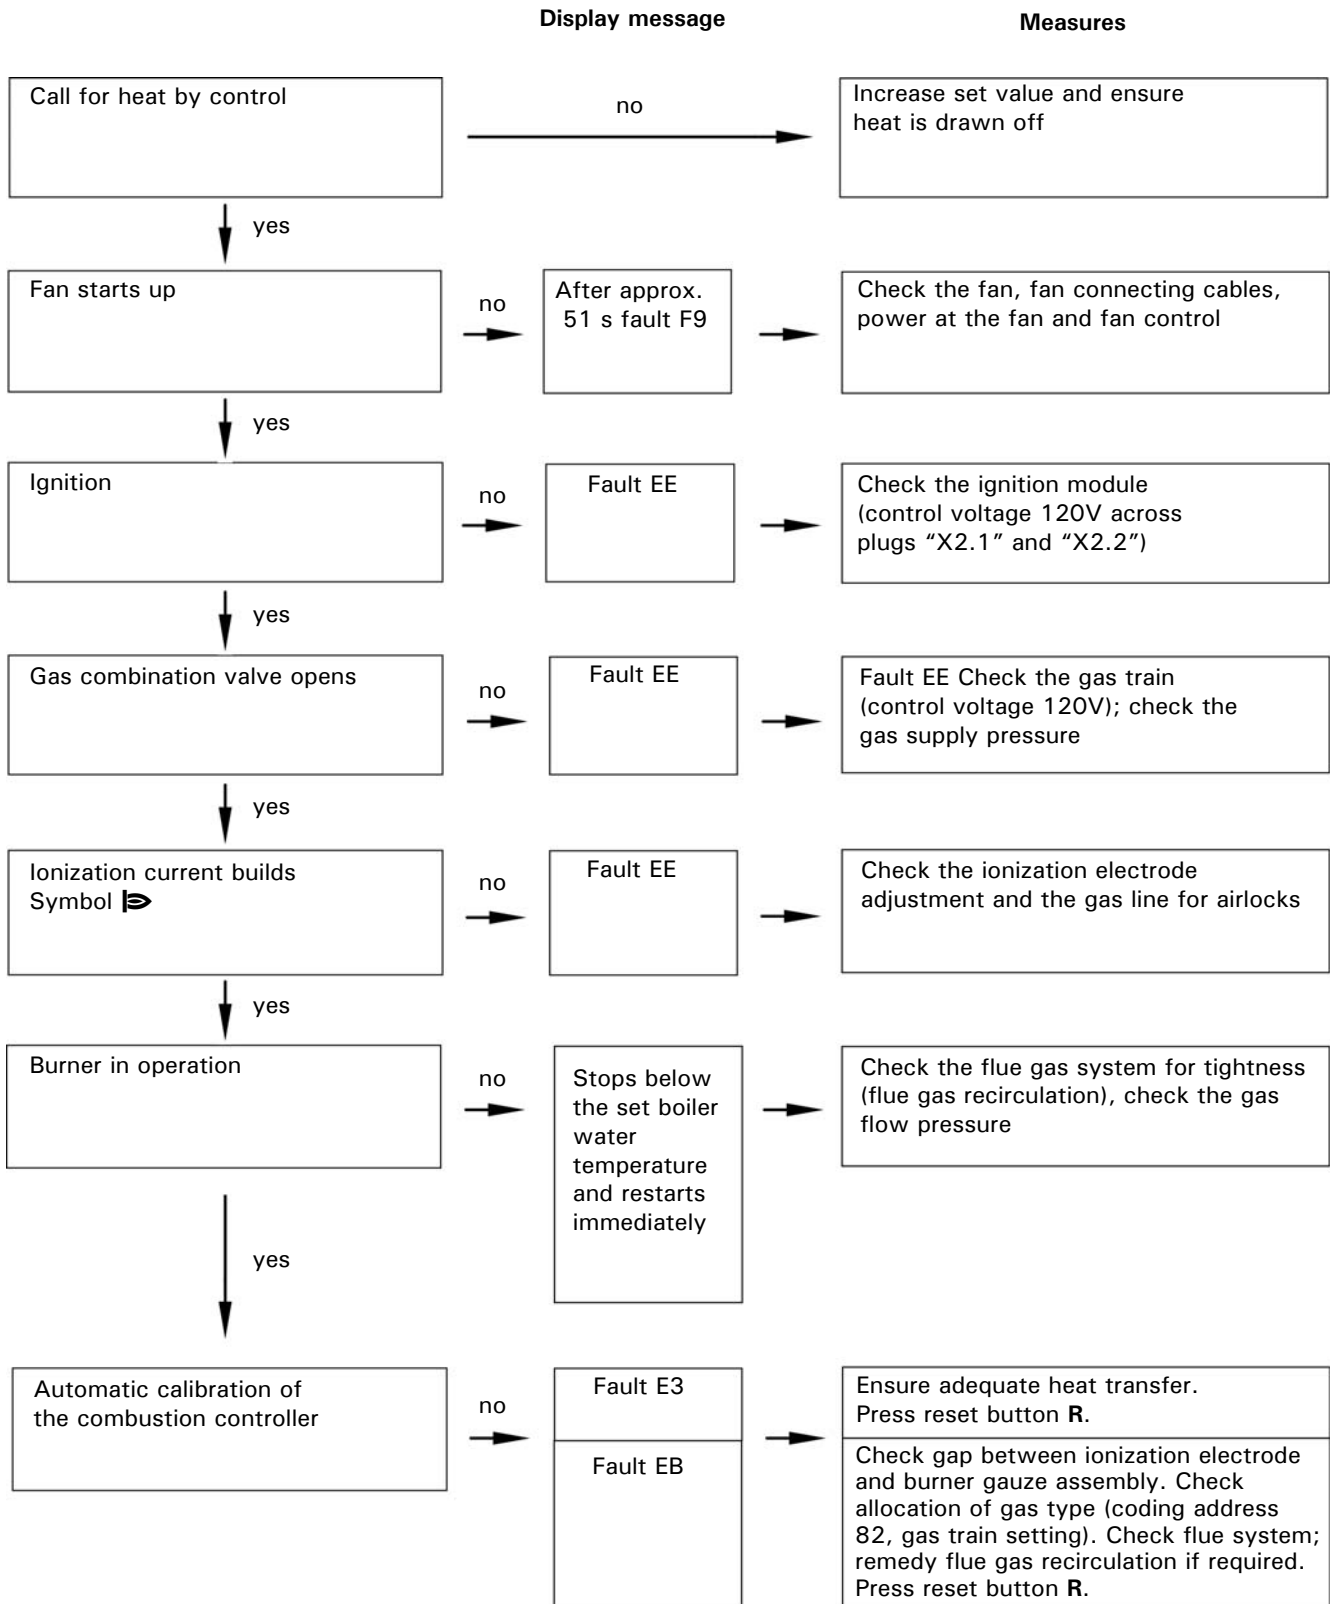 Display message
Measures
Call for heat by control
no
Increase set value and ensure
heat is drawn off
yes
Fan starts up
no
After approx.
51 s fault F9
Check the fan, fan connecting cables,
power at the fan and fan control
yes
Ignition
no
Fault EE
Check the ignition module
(control voltage 120V across
plugs “X2.1” and “X2.2”)
yes
Gas combination valve opens
no
Fault EE
Fault EE Check the gas train
(control voltage 120V); check the
gas supply pressure
yes
Ionization current builds
Symbol
no
Fault EE
Check the ionization electrode
adjustment and the gas line for airlocks
yes
Burner in operation
no
Stops below
the set boiler
water
temperature
and restarts
immediately
Check the flue gas system for tightness
(flue gas recirculation), check the gas
flow pressure
yes
Automatic calibration of
the combustion controller
no
Fault E3
Ensure adequate heat transfer.
Press reset button R.
Fault EB
Check gap between ionization electrode
and burner gauze assembly. Check
allocation of gas type (coding address
82, gas train setting). Check flue system;
remedy flue gas recirculation if required.
Press reset button R.